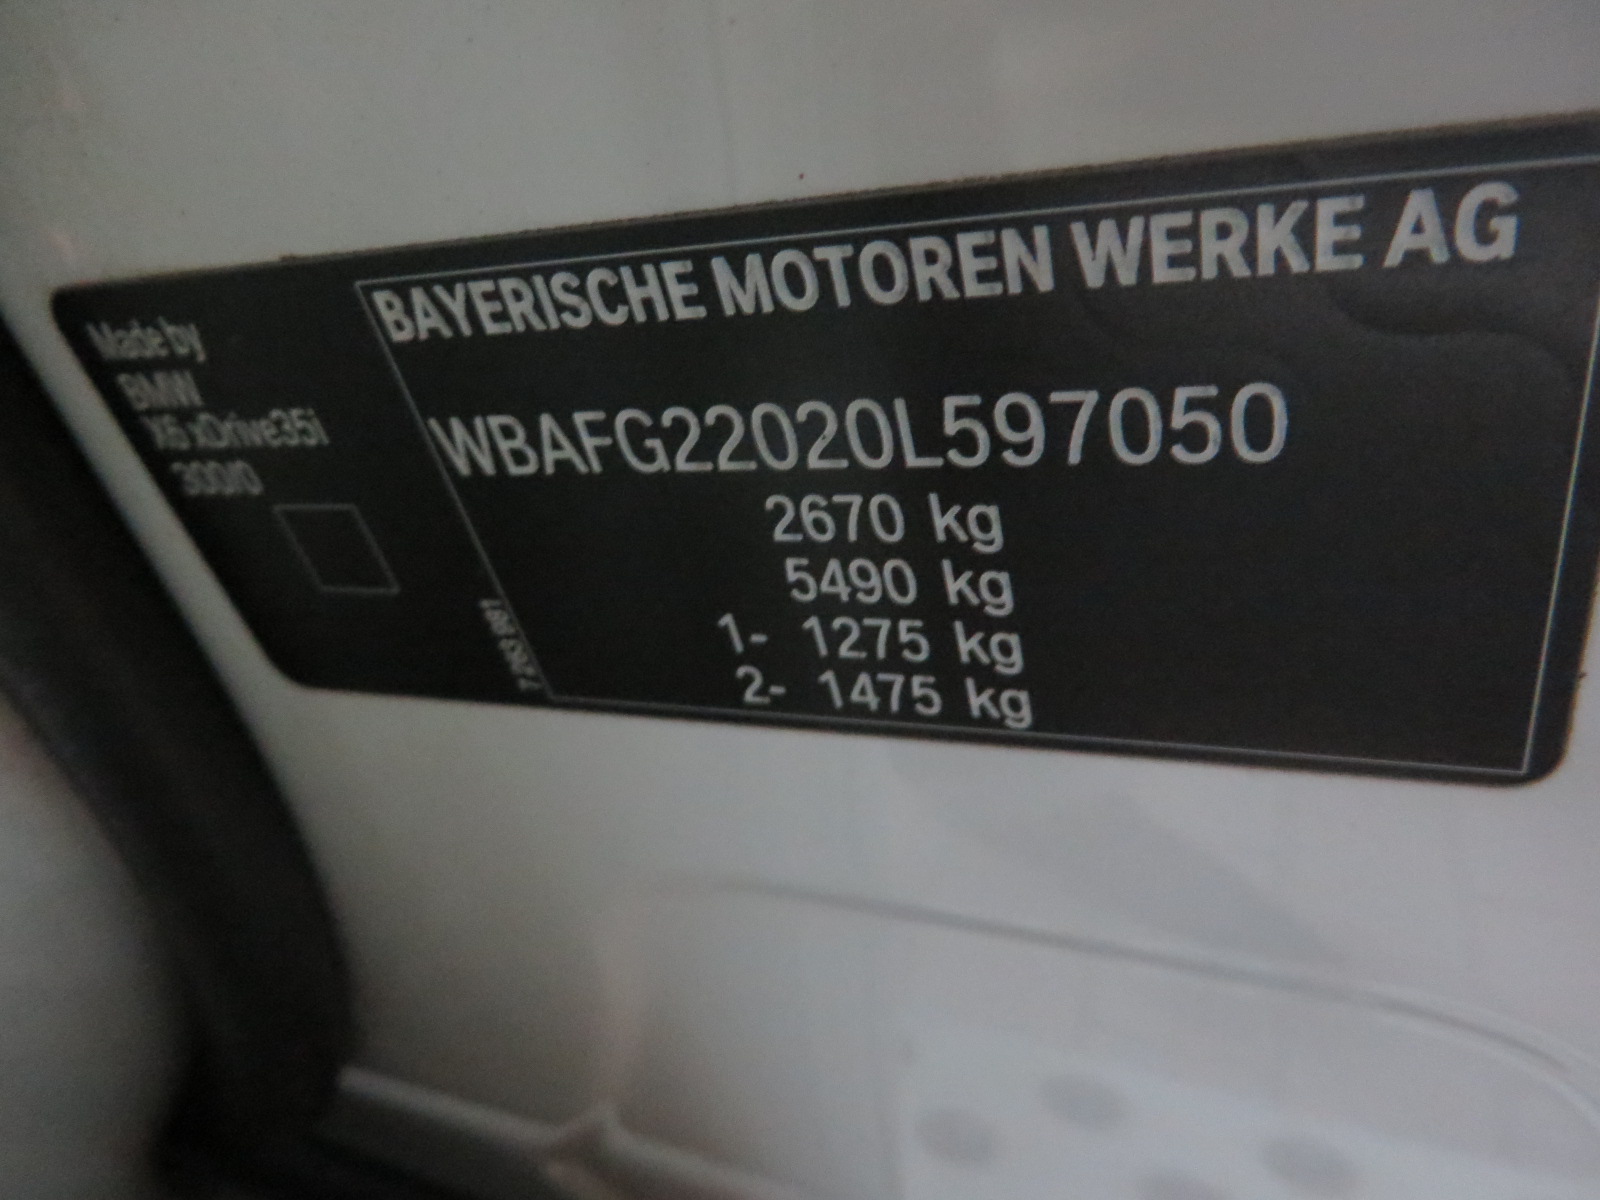 Made by
BMW
X6 xDrive35i
300/0
BAYERISCHE MOTOREN WERKE AG
WBAFG22020L597050
2670 kg
5490 kg
1- 1275 kg
2- 1475 kg